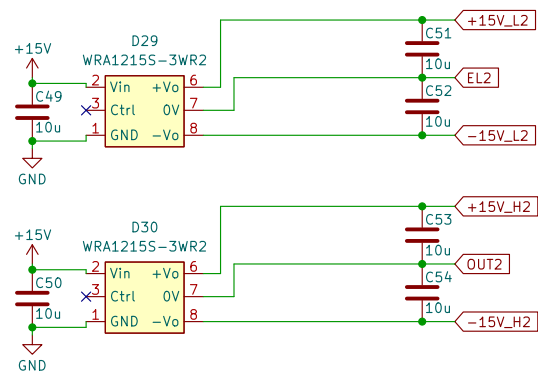 D29
WRA1215S-3WR2
+15V
2 Vin +Vo 6
3 Ctrl 0V 7
1 GND -Vo 8
C49
10u
GND
C51
10u
C52
10u
+15V_L2
EL2
-15V_L2
D30
WRA1215S-3WR2
+15V
2 Vin +Vo 6
3 Ctrl 0V 7
1 GND -Vo 8
C50
10u
GND
C53
10u
C54
10u
+15V_H2
OUT2
-15V_H2